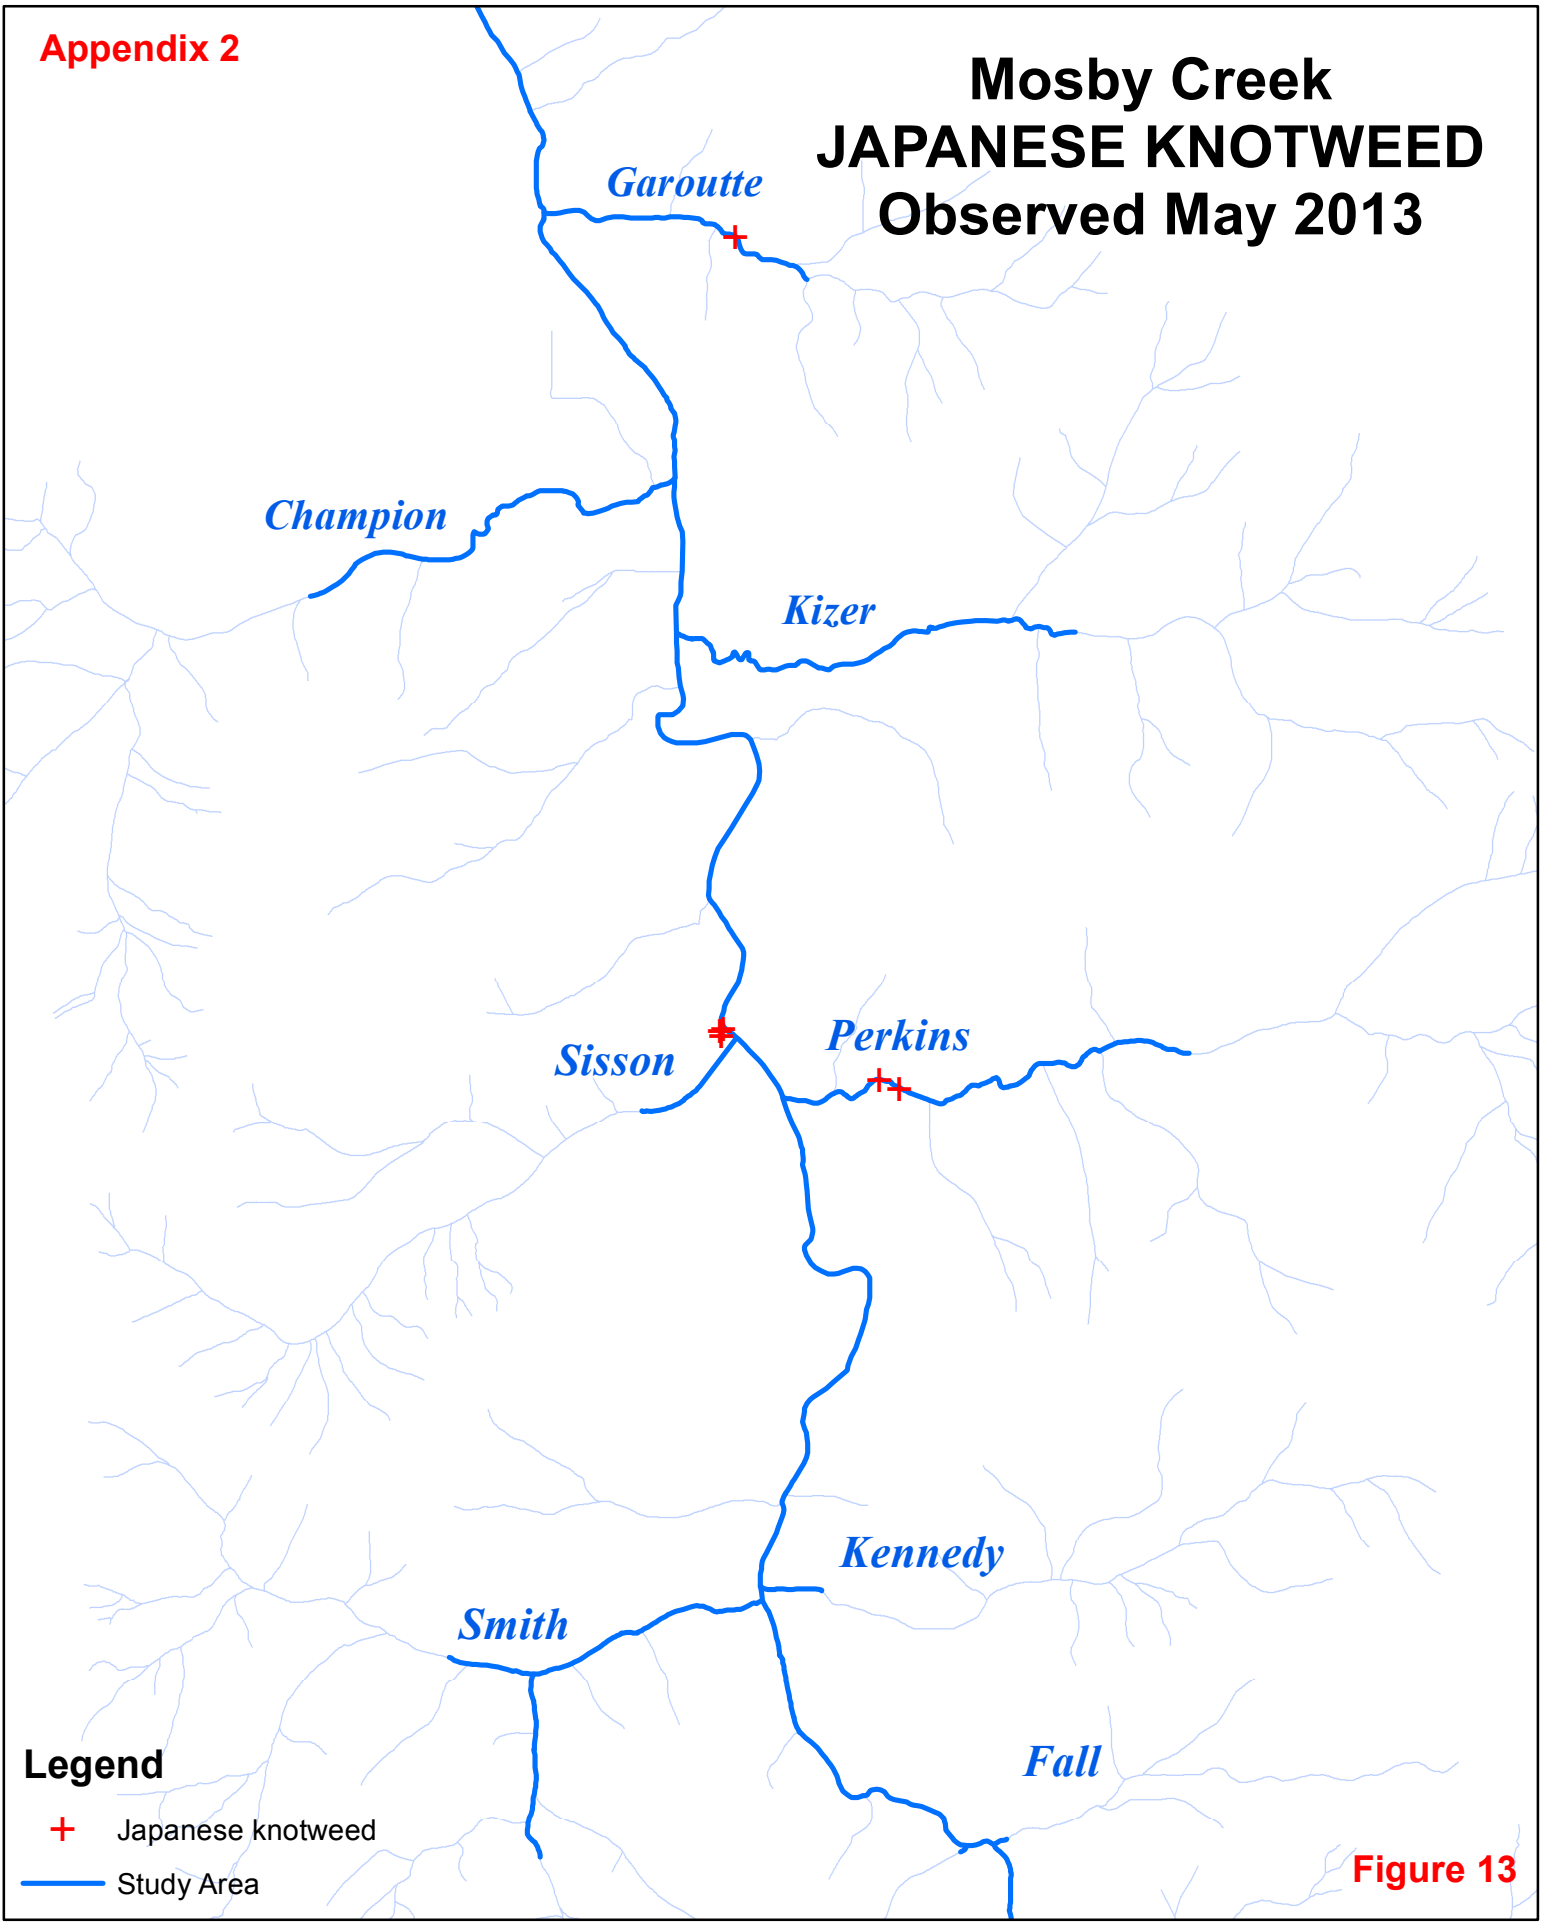 Appendix 2
Mosby Creek
JAPANESE KNOTWEED
Observed May 2013
Garoutte
Champion
Kizer
Perkins
Sisson
Kennedy
Smith
Fall
Legend
Japanese knotweed
Study Area
Figure 13